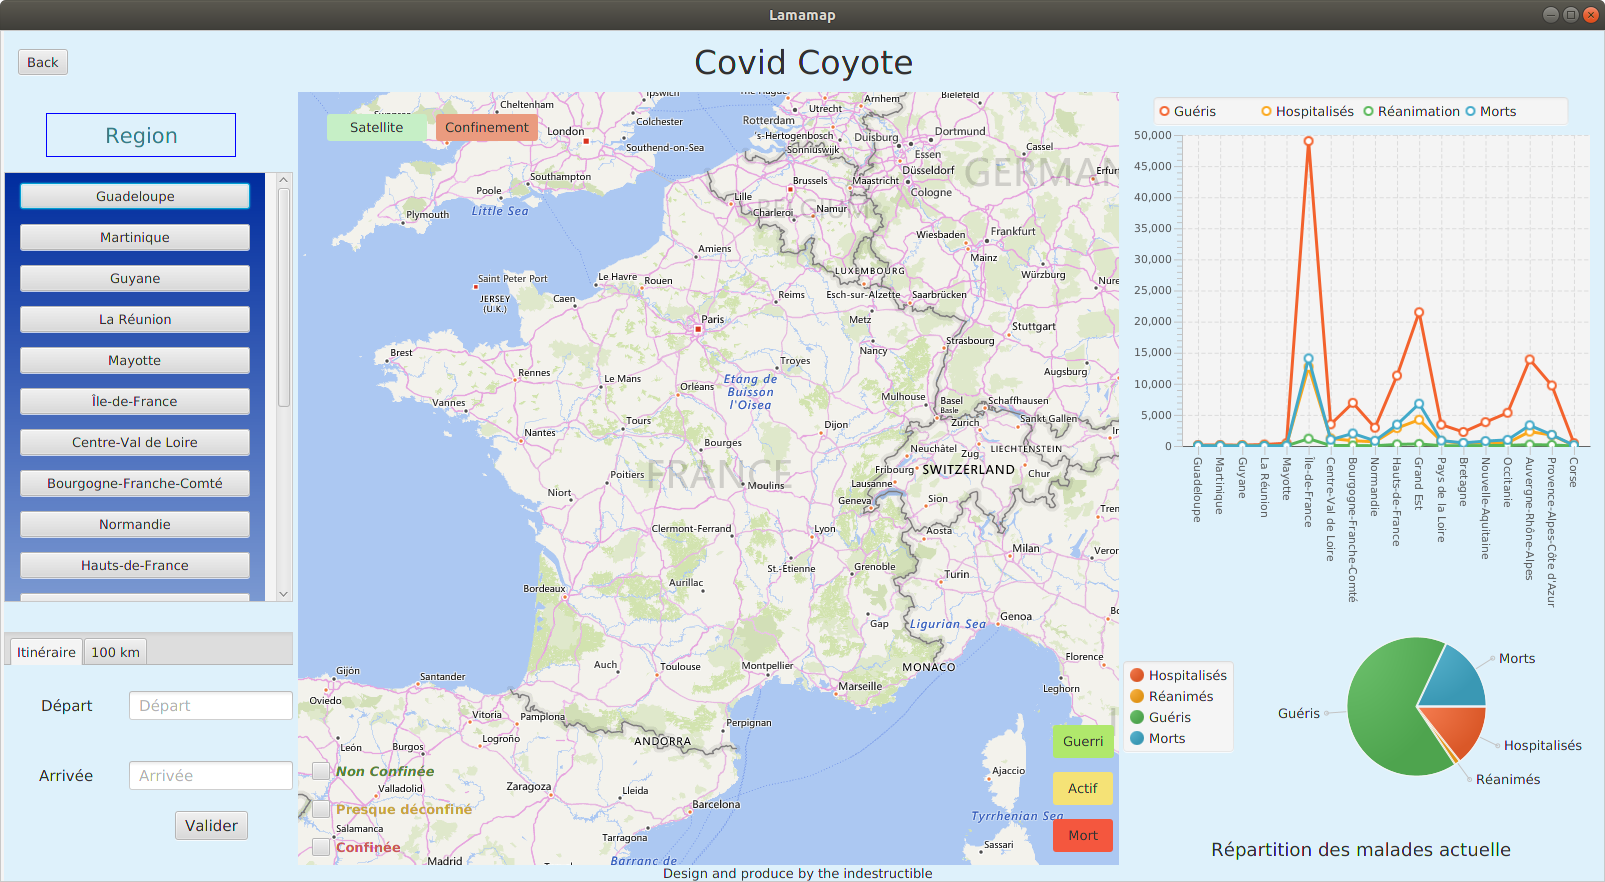 Lamamap
Back
Covid Coyote
Region
Guadeloupe
Martinique
Guyane
La Réunion
Mayotte
Île-de-France
Centre-Val de Loire
Bourgogne-Franche-Comté
Normandie
Hauts-de-France
Itinéraire
100 km
Départ
Départ
Arrivée
Arrivée
Valider
Satellite
Confinement
Cheltenham
Ipswich
Colchester
London
Southend-on-Sea
Southampton
Poole
Plymouth
Little Sea
Utrecht
Arnhem
Bielefeld
Rotterdam
's-Hertogenbosch
Duisburg
Dortmund
Sonniuswijk
Essen
Cassel
Düsseldorf
GERMAN
Erfur
Brussels
Maastricht
Cologne
Lille
Charleroi
Namur
Wiesbaden
Frankfurt
Amiens
Mainz
LUXEMBOURG
Würzburg
Saint Peter Port
Le Havre
Rouen
JERSEY
(U.K.)
Caen
Reims
Esch-sur-Alzette
Saarbrücken
Nure
Paris
Metz
Stuttgart
Strasbourg
Nancy
Brest
Troyes
Augsburg
Rennes
Le Mans
Orléans
Etang de
Buisson
l'Oisea
Mulhouse
Basel
Basle
Schaffhausen
Vannes
Tours
Dijon
Zurich
Sankt Gallen
Nantes
Bourges
Neuchâtel
Zug
LIECHTENSTEIN
In
FRANCE
Poitiers
Fribourg
SWITZERLAND
Chur
Moulins
Lausanne
Niort
Geneva
Sion
Tren
Clermont-Ferrand
Lyon
Aosta
Milan
Veror
St.-Etienne
Grenoble
Turin
Bordeaux
Aurillac
Genoa
Gap
Ligurian Sea
Florence
Auch
Toulouse
Montpellier
MONACO
Gijón
Santander
Marseille
Leghorn
Oviedo
Vitoria
Pamplona
Perpignan
León
Burgos
Logroño
ANDORRA
Non Confinée
Valladolid
Zaragoza
Lleida
Presque déconfiné
Barcelona
Salamanca
Tarragona
Confinée
Madrid
Barranc de
Ajaccio
Tyrrhenian Sea
Sassari
Guerri
Actif
Mort
Design and produce by the indestructible
Guéris
Hospitalisés
Réanimation
Morts
50,000
45,000
40,000
35,000
30,000
25,000
20,000
15,000
10,000
5,000
0
Guadeloupe
Martinique
Guyane
La Réunion
Mayotte
Île-de-France
Centre-Val de Loire
Bourgogne-Franche-Comté
Normandie
Hauts-de-France
Grand Est
Pays de la Loire
Bretagne
Nouvelle-Aquitaine
Occitanie
Auvergne-Rhône-Alpes
Provence-Alpes-Côte d'Azur
Corse
Hospitalisés
Réanimés
Guéris
Morts
Morts
Guéris
Hospitalisés
Réanimés
Répartition des malades actuelle